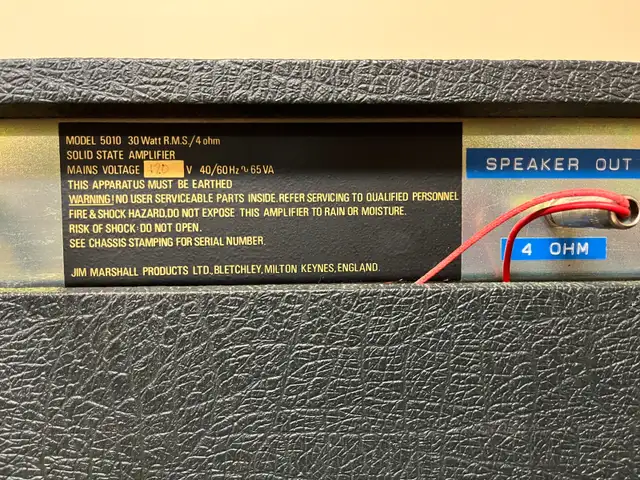 MODEL 5010 30 Watt R.M.S./4 ohm
SOLID STATE AMPLIFIER
MAINS VOLTAGE 120 V 40/60Hz ~ 65 VA
THIS APPARATUS MUST BE EARTHED
WARNING! NO USER SERVICEABLE PARTS INSIDE. REFER SERVICING TO QUALIFIED PERSONNEL
FIRE & SHOCK HAZARD. DO NOT EXPOSE THIS AMPLIFIER TO RAIN OR MOISTURE.
RISK OF SHOCK · DO NOT OPEN.
SEE CHASSIS STAMPING FOR SERIAL NUMBER.
JIM MARSHALL PRODUCTS LTD., BLETCHLEY, MILTON KEYNES, ENGLAND.
SPEAKER OUT
4 OHM